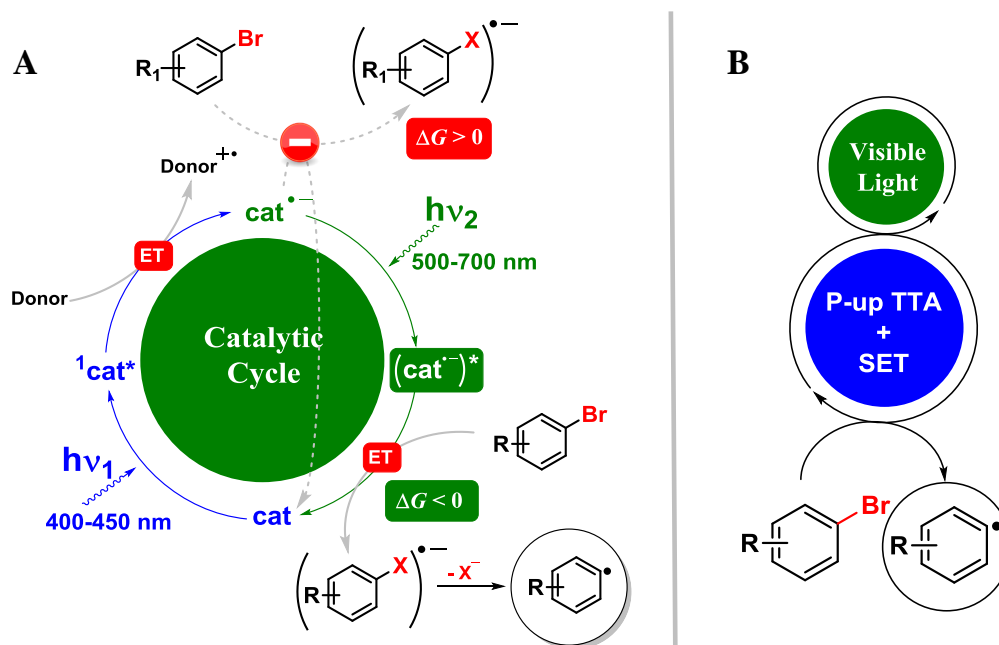 A
Br
R₁
X
•−
R₁
ΔG > 0
Donor⁺•
cat•−
hν₂
500-700 nm
ET
Donor
Catalytic
Cycle
¹cat*
(cat•−)*
Br
R
ET
hν₁
ΔG < 0
400-450 nm
cat
X
•−
R
- X⁻
R
•
B
Visible
Light
P-up TTA
+
SET
Br
R
R
•